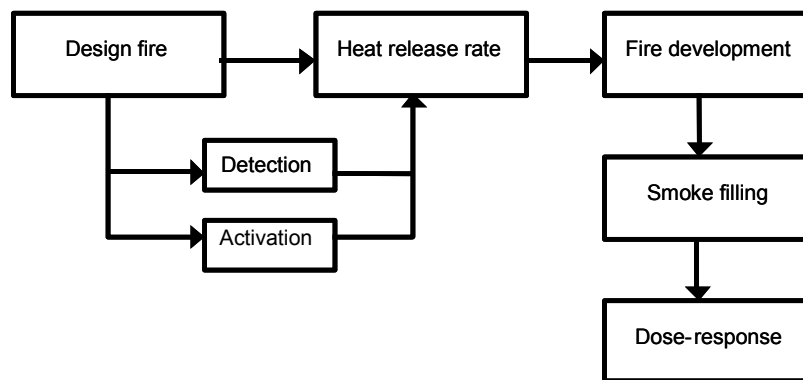 Design fire
Heat release rate
Fire development
Detection
Smoke filling
Activation
Dose-response